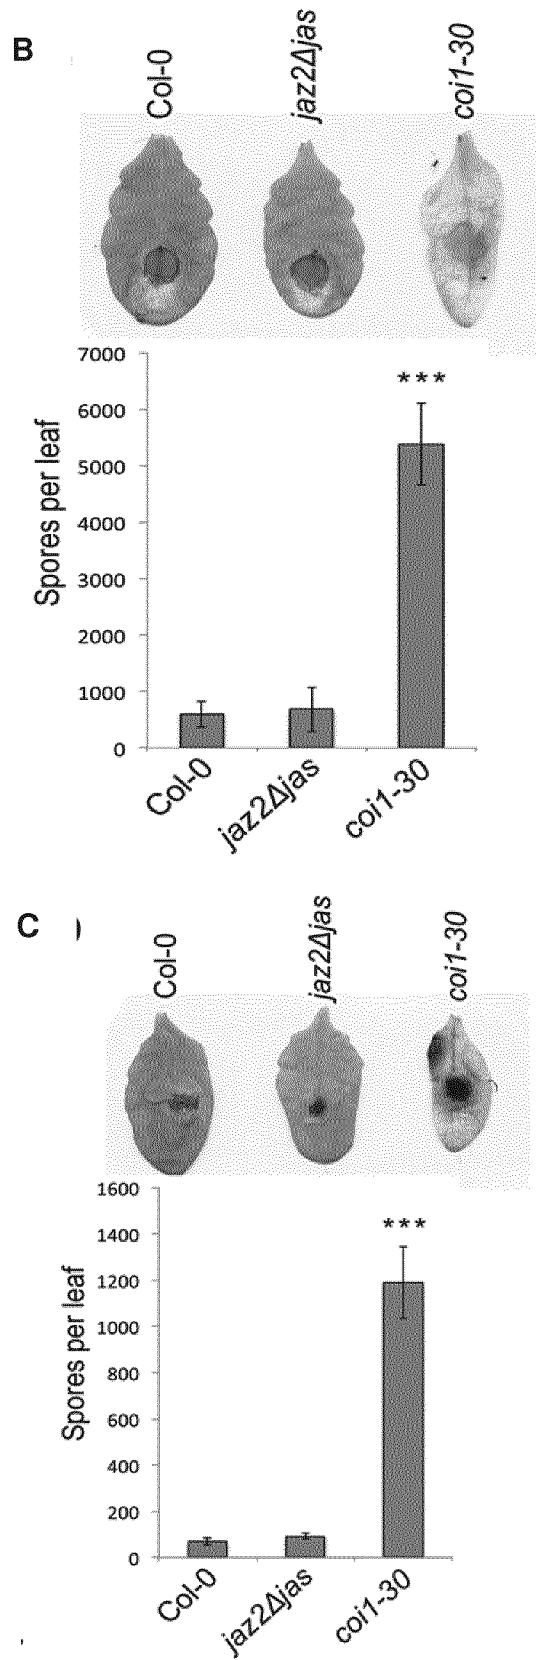 B
Col-0 jaz2Δjas coi1-30
7000
6000
5000
4000
3000
2000
1000
0
Spores per leaf
***
Col-0 jaz2Δjas coi1-30
C )
Col-0 jaz2Δjas coi1-30
1600
1400
1200
1000
800
600
400
200
0
Spores per leaf
***
Col-0 jaz2Δjas coi1-30